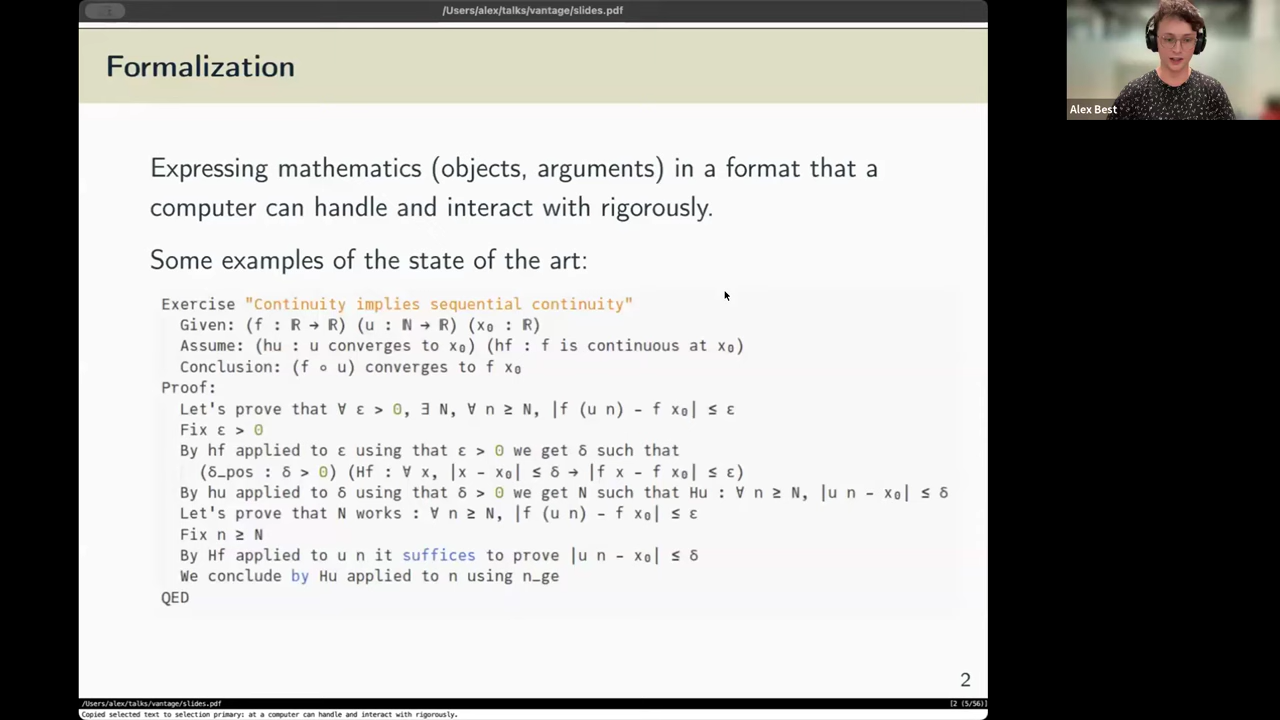 /Users/alex/talks/vantage/slides.pdf
Formalization
Alex Best
Expressing mathematics (objects, arguments) in a format that a
computer can handle and interact with rigorously.
Some examples of the state of the art:
Exercise "Continuity implies sequential continuity"
Given: (f : ℝ → ℝ) (u : ℕ → ℝ) (x₀ : ℝ)
Assume: (hu : u converges to x₀) (hf : f is continuous at x₀)
Conclusion: (f ∘ u) converges to f x₀
Proof:
Let's prove that ∀ ε > 0, ∃ N, ∀ n ≥ N, |f (u n) - f x₀| ≤ ε
Fix ε > 0
By hf applied to ε using that ε > 0 we get δ such that
(δ_pos : δ > 0) (Hf : ∀ x, |x - x₀| ≤ δ → |f x - f x₀| ≤ ε)
By hu applied to δ using that δ > 0 we get N such that Hu : ∀ n ≥ N, |u n - x₀| ≤ δ
Let's prove that N works : ∀ n ≥ N, |f (u n) - f x₀| ≤ ε
Fix n ≥ N
By Hf applied to u n it suffices to prove |u n - x₀| ≤ δ
We conclude by Hu applied to n using n_ge
QED
2
/Users/alex/talks/vantage/slides.pdf [2 (5/56)]
Copied selected text to selection primary: at a computer can handle and interact with rigorously.